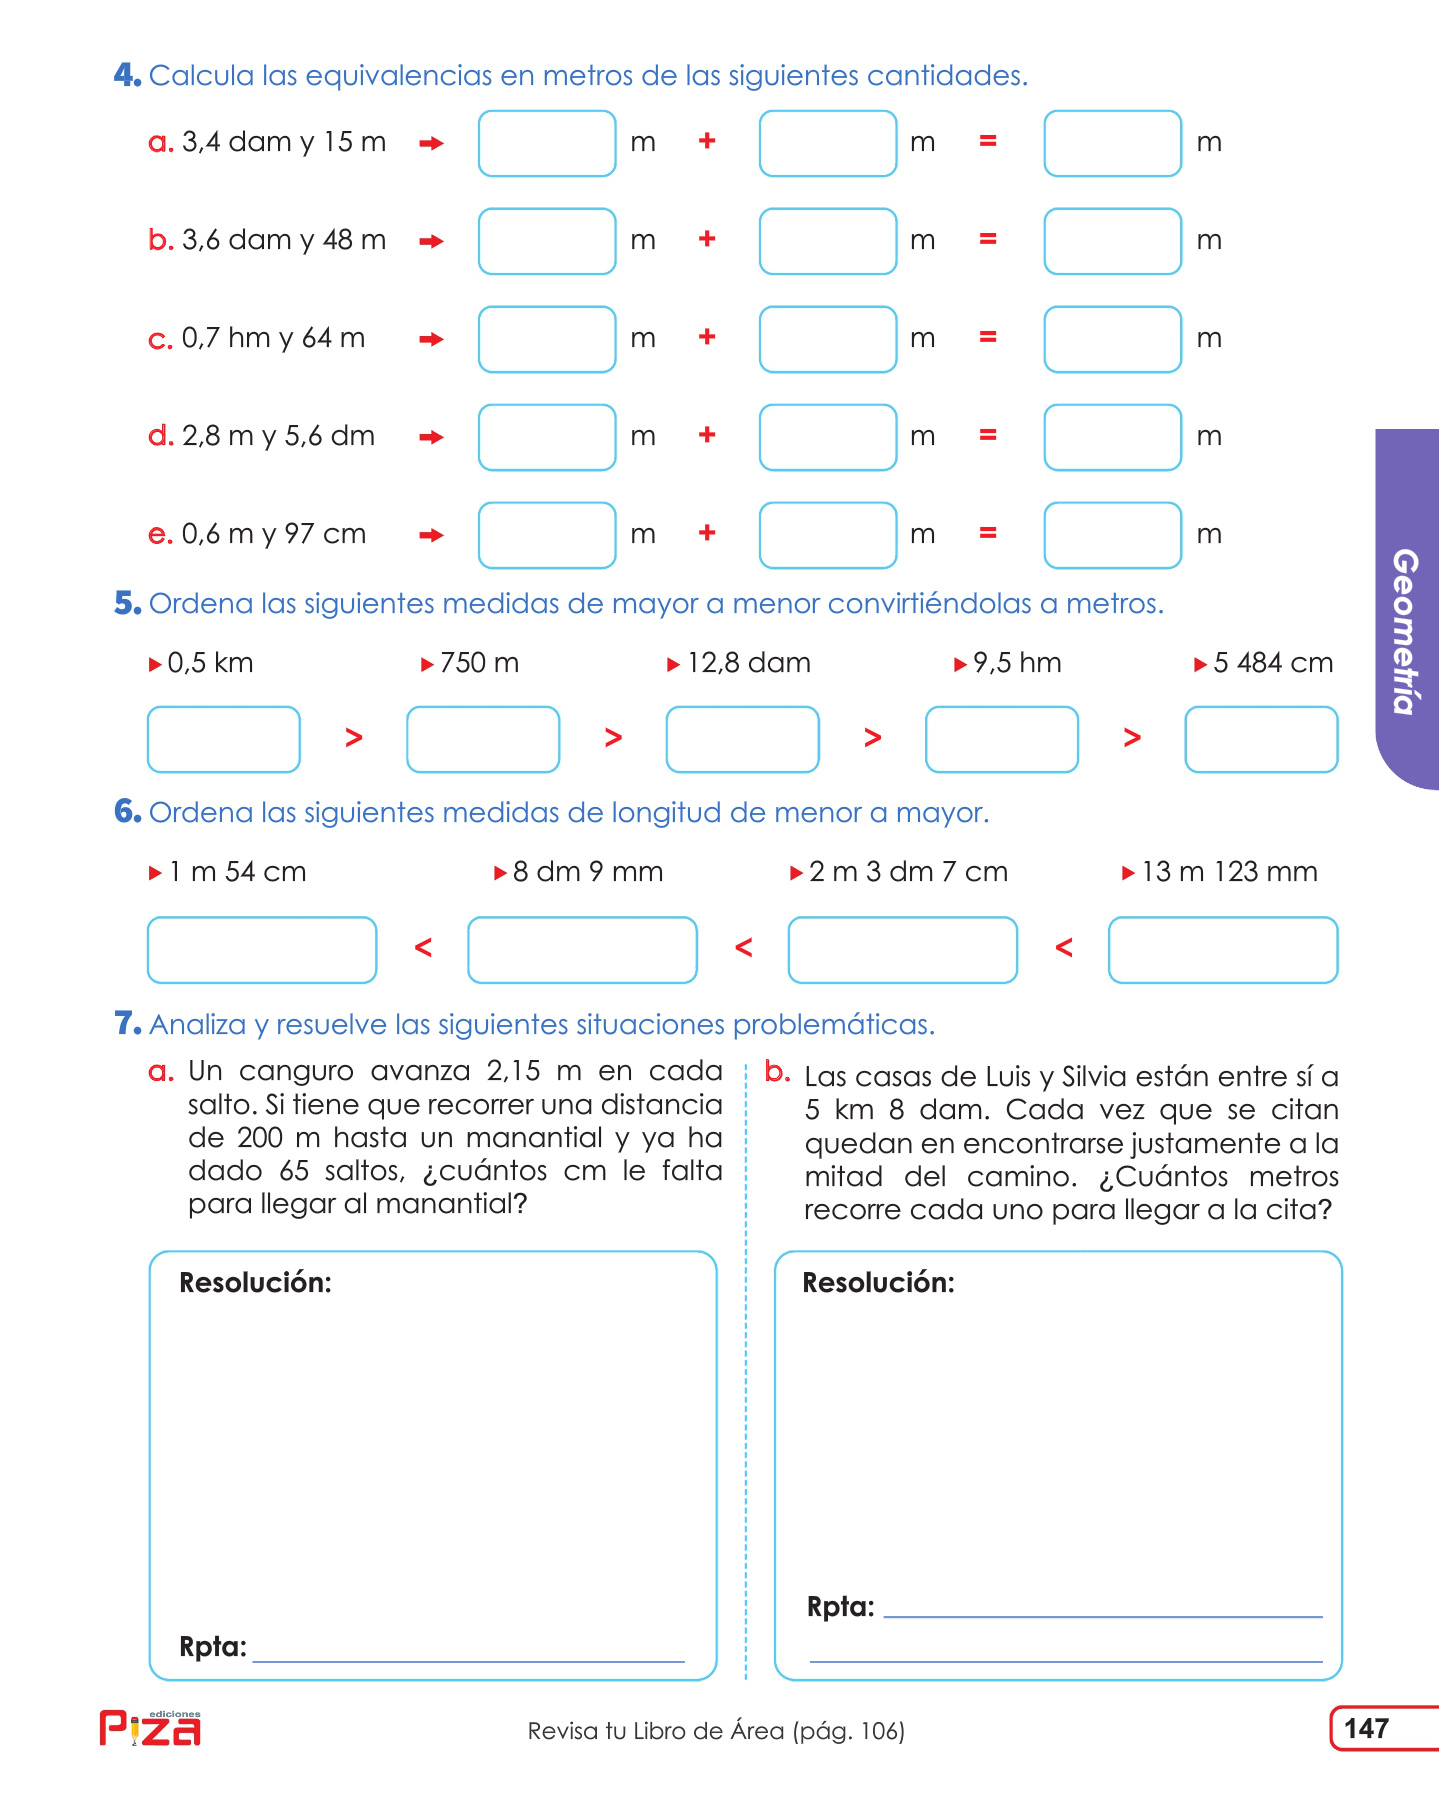 4. Calcula las equivalencias en metros de las siguientes cantidades.
a. 3,4 dam y 15 m → m + m = m
b. 3,6 dam y 48 m → m + m = m
c. 0,7 hm y 64 m → m + m = m
d. 2,8 m y 5,6 dm → m + m = m
e. 0,6 m y 97 cm → m + m = m
5. Ordena las siguientes medidas de mayor a menor convirtiéndolas a metros.
▶ 0,5 km ▶ 750 m ▶ 12,8 dam ▶ 9,5 hm ▶ 5 484 cm
> > > >
6. Ordena las siguientes medidas de longitud de menor a mayor.
▶ 1 m 54 cm ▶ 8 dm 9 mm ▶ 2 m 3 dm 7 cm ▶ 13 m 123 mm
< < <
7. Analiza y resuelve las siguientes situaciones problemáticas.
a. Un canguro avanza 2,15 m en cada
salto. Si tiene que recorrer una distancia
de 200 m hasta un manantial y ya ha
dado 65 saltos, ¿cuántos cm le falta
para llegar al manantial?
Resolución:
Rpta:
b. Las casas de Luis y Silvia están entre sí a
5 km 8 dam. Cada vez que se citan
quedan en encontrarse justamente a la
mitad del camino. ¿Cuántos metros
recorre cada uno para llegar a la cita?
Resolución:
Rpta:
Geometría
ediciones
Piza
Revisa tu Libro de Área (pág. 106)
147